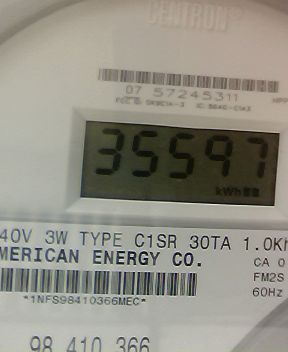 CENTRON®
07 57245311
35597
kWh
40V 3W TYPE C1SR 30TA 1.0Kh
MERICAN ENERGY CO.
CA 0
FM2S
*1NFS98410366MEC*
60Hz
98 410 366